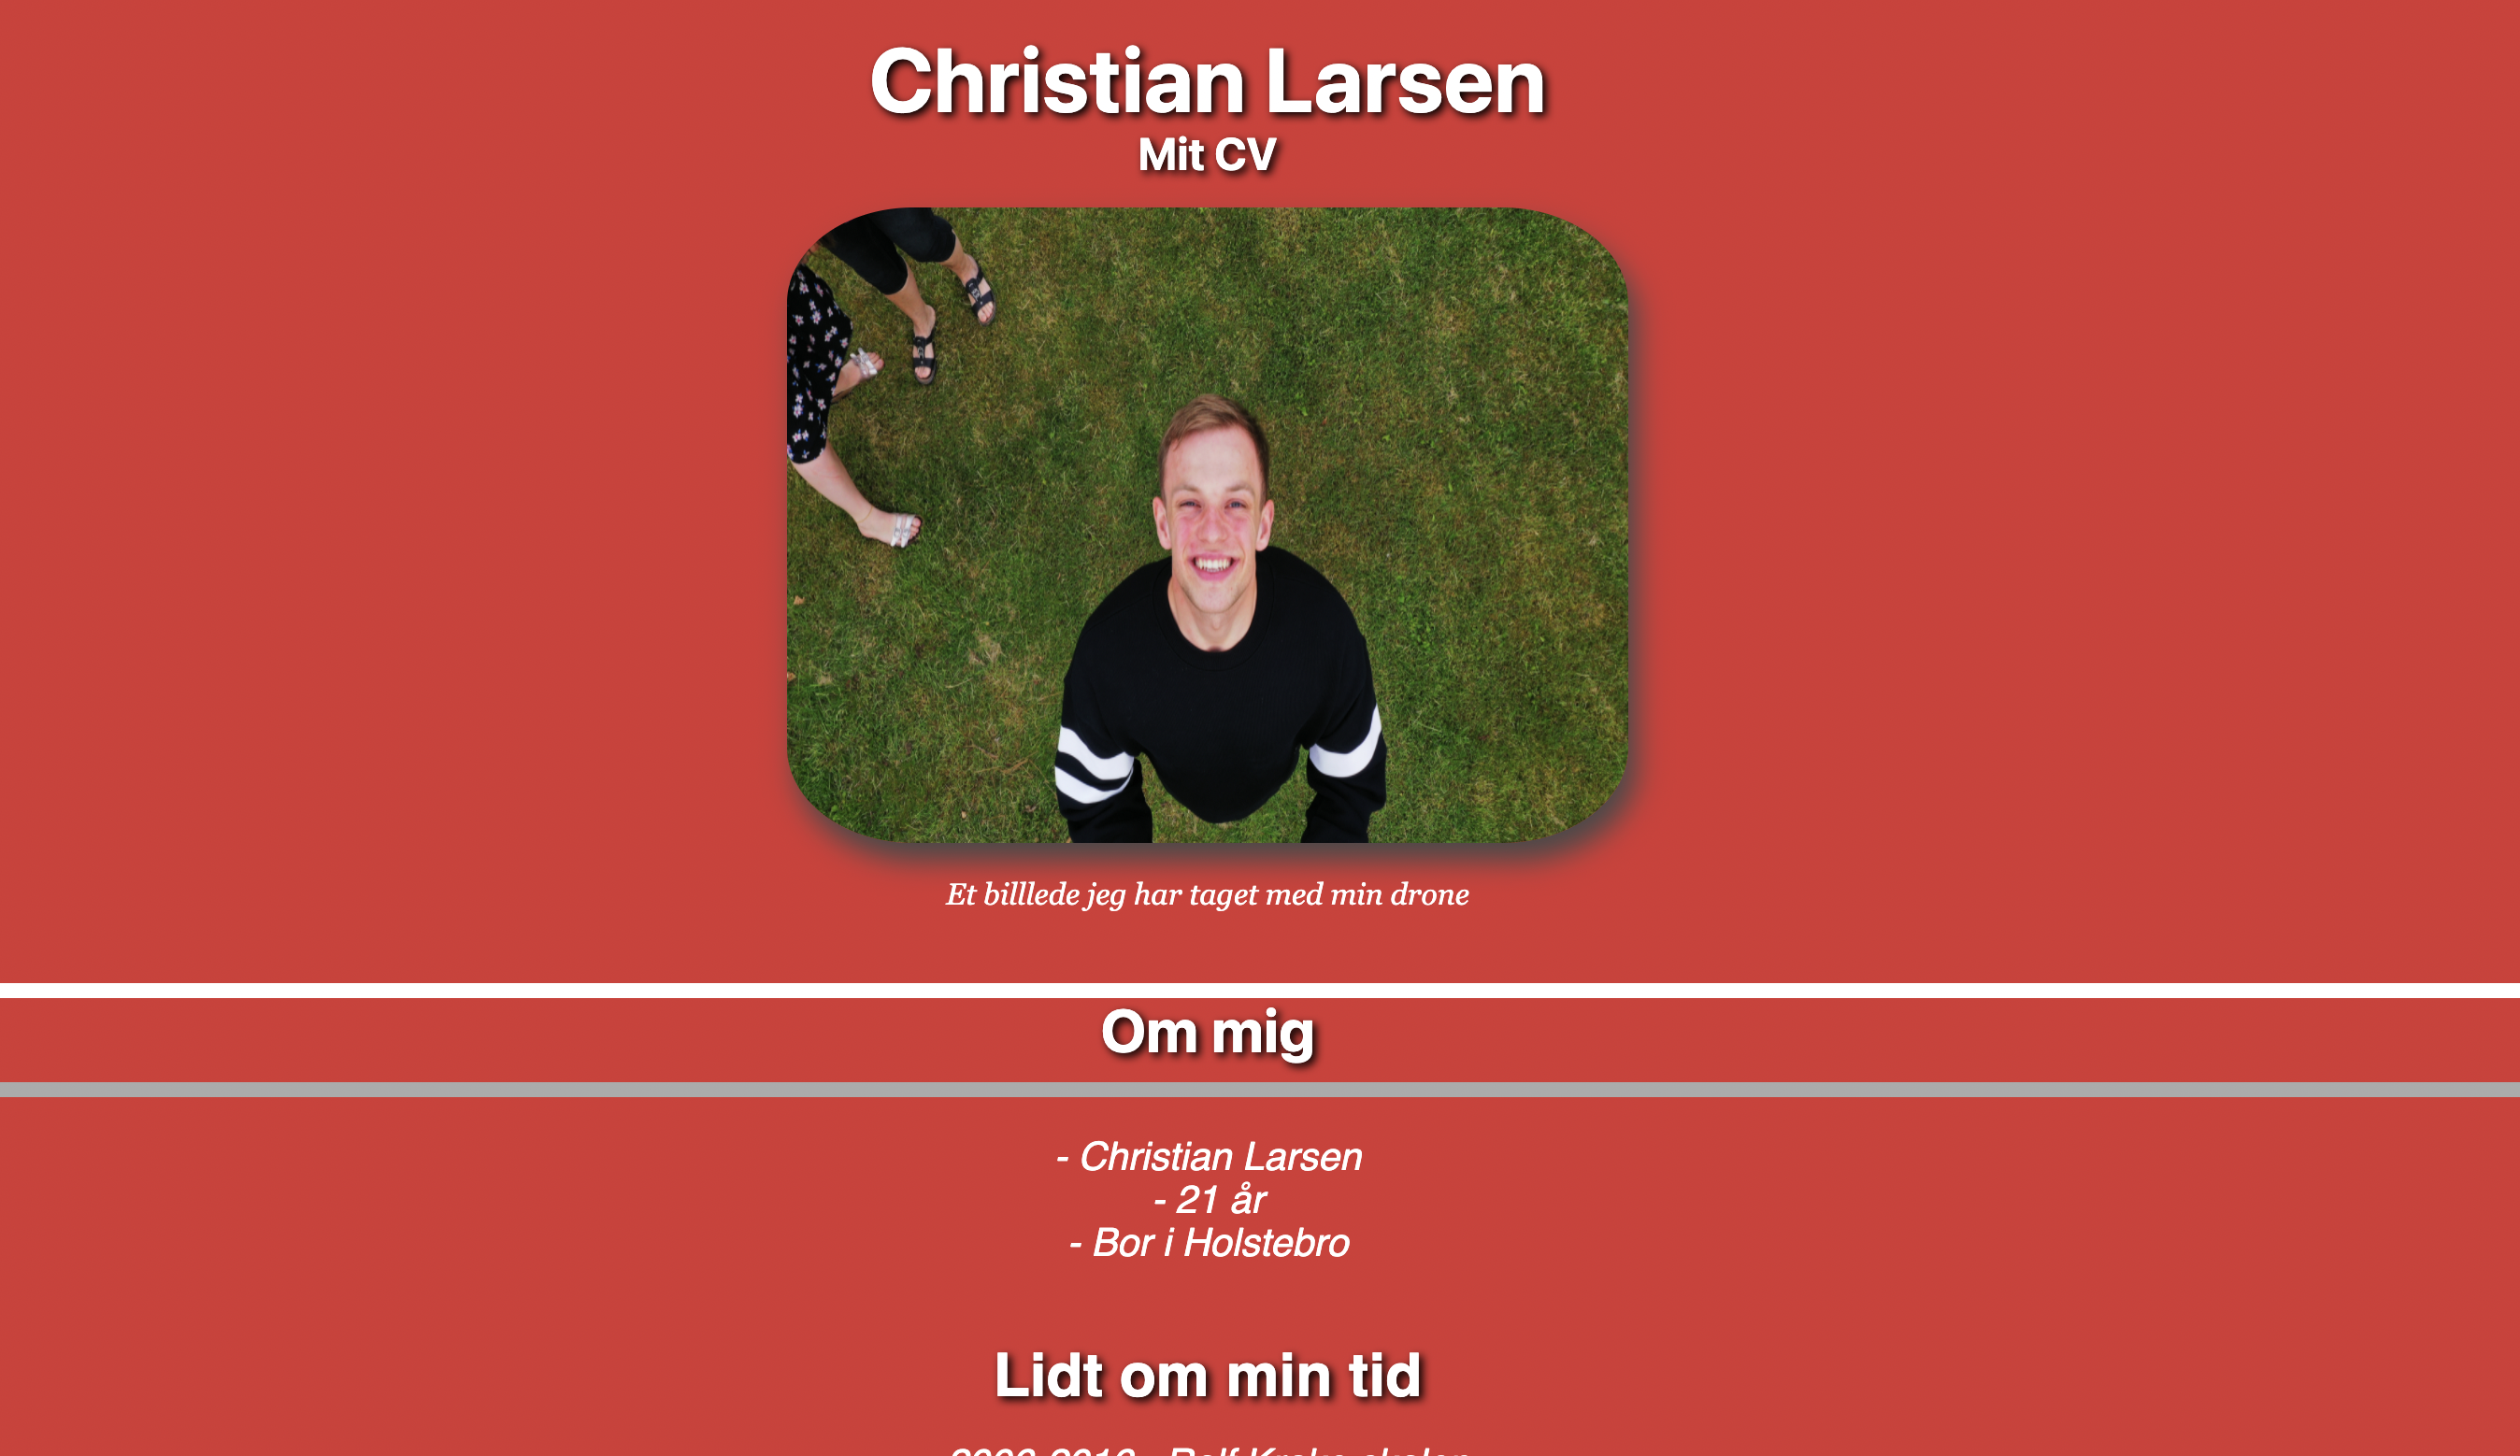 Christian Larsen
Mit CV
Et billlede jeg har taget med min drone
Om mig
- Christian Larsen
- 21 år
- Bor i Holstebro
Lidt om min tid